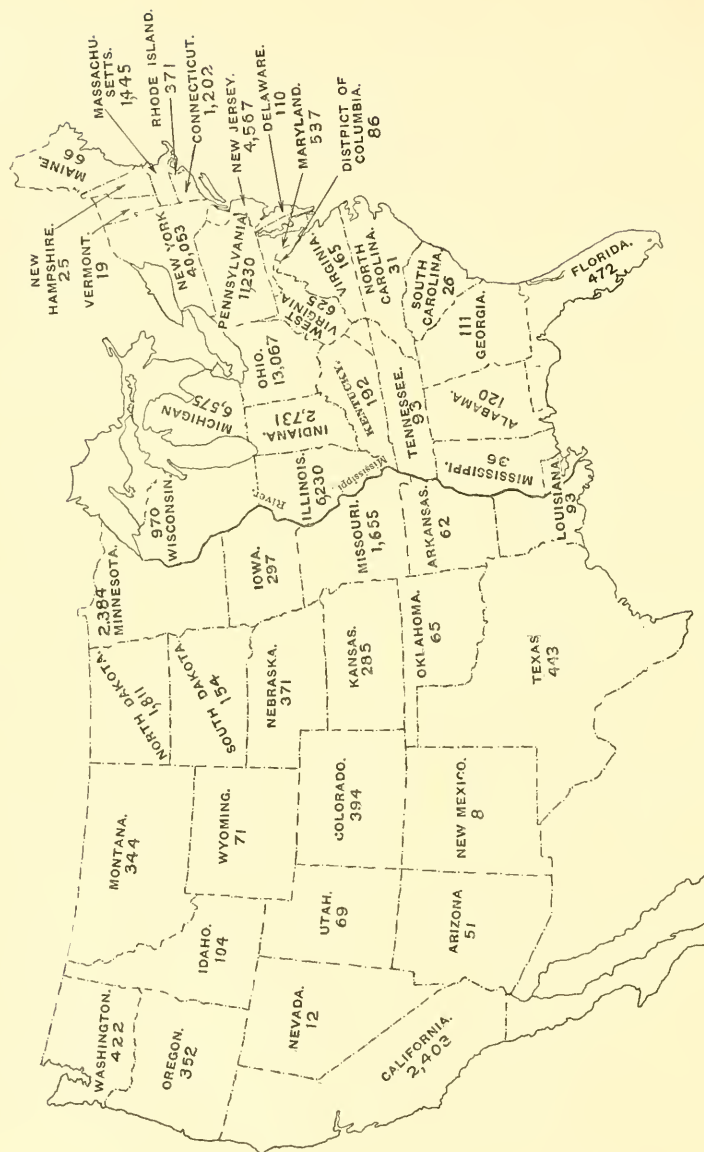 WASHINGTON.
422
OREGON.
352
CALIFORNIA.
2,403
NEVADA.
12
IDAHO.
104
MONTANA.
344
WYOMING.
71
UTAH.
69
ARIZONA
51
COLORADO.
394
NEW MEXICO.
8
NORTH DAKOTA.
1,811
SOUTH DAKOTA
154
NEBRASKA.
371
KANSAS.
285
OKLAHOMA.
65
TEXAS
443
2,384
MINNESOTA.
IOWA.
297
MISSOURI.
1,655
ARKANSAS.
62
LOUISIANA
93
970
WISCONSIN.
ILLINOIS.
6,230
Mississippi
River
MICHIGAN
6,575
INDIANA.
2,731
OHIO.
13,067
KENTUCKY.
192
TENNESSEE.
93
MISSISSIPPI.
36
ALABAMA.
120
111
GEORGIA.
FLORIDA.
472
SOUTH
CAROLINA.
26
NORTH
CAROLINA.
31
VIRGINIA.
165
WEST
VIRGINIA
625
PENNSYLVANIA
11,230
NEW YORK
40,053
MAINE.
66
NEW
HAMPSHIRE.
25
VERMONT.
19
MASSACHU-
SETTS.
1,445
RHODE ISLAND.
371
CONNECTICUT.
1,202
NEW JERSEY.
4,567
DELAWARE.
110
MARYLAND.
537
DISTRICT OF
COLUMBIA.
86